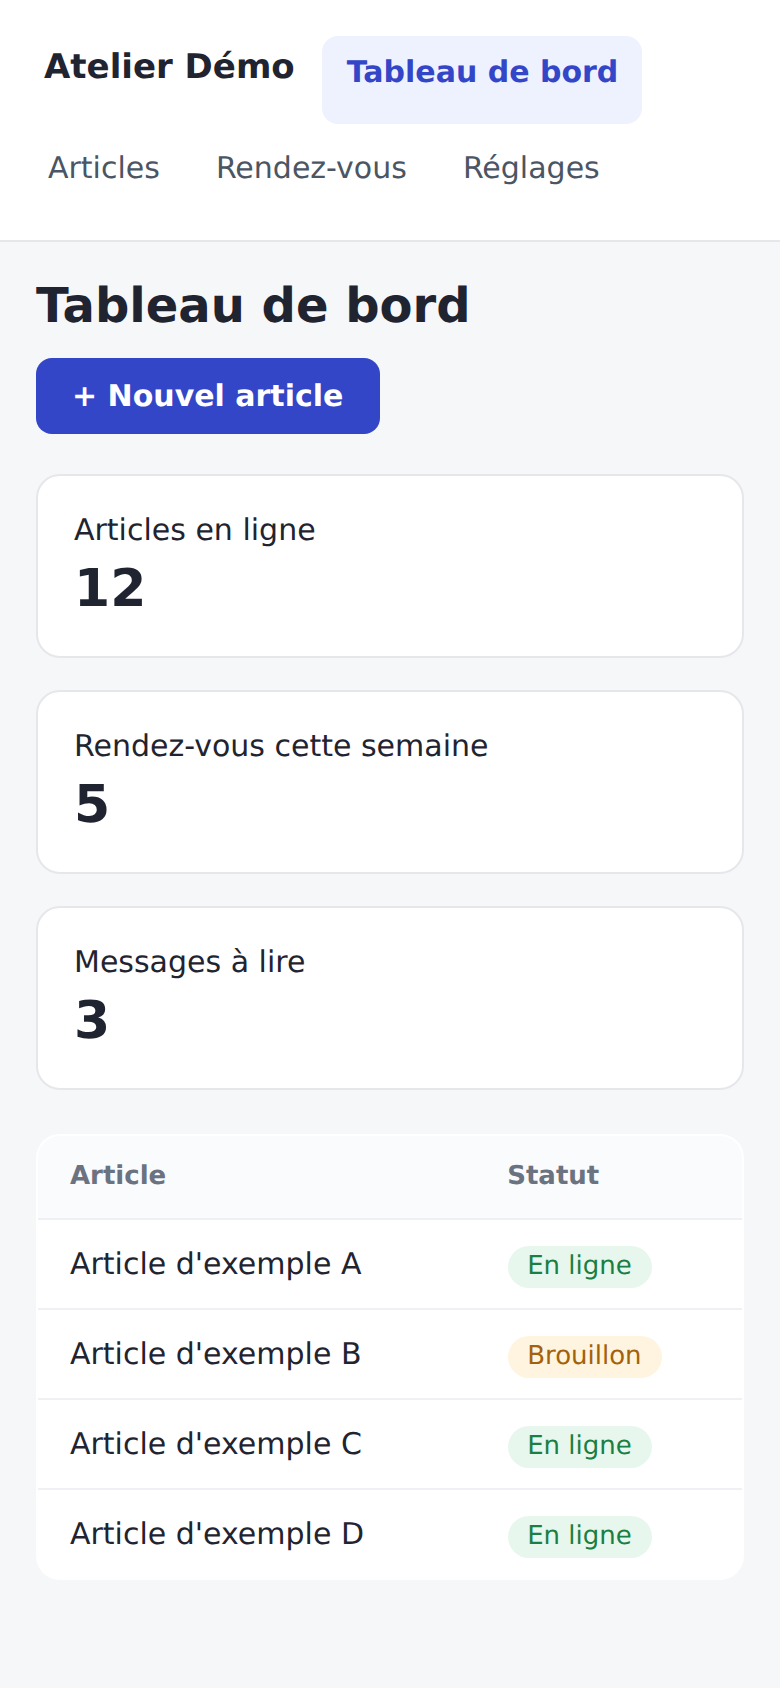 Atelier Démo Tableau de bord
Articles Rendez-vous Réglages
Tableau de bord
+ Nouvel article
Articles en ligne
12
Rendez-vous cette semaine
5
Messages à lire
3
Article Statut
Article d'exemple A En ligne
Article d'exemple B Brouillon
Article d'exemple C En ligne
Article d'exemple D En ligne